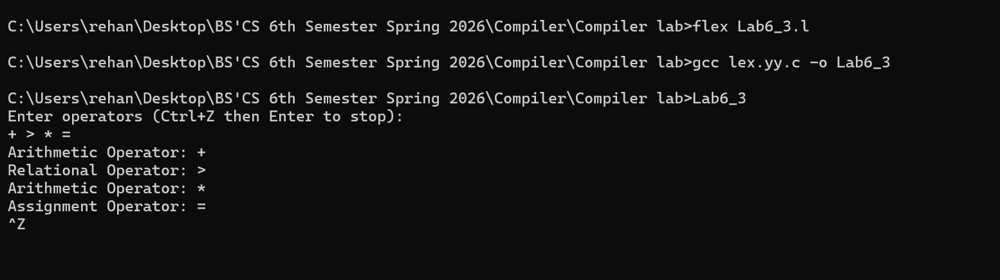 C:\Users\rehan\Desktop\BS'CS 6th Semester Spring 2026\Compiler\Compiler lab>flex Lab6_3.l
C:\Users\rehan\Desktop\BS'CS 6th Semester Spring 2026\Compiler\Compiler lab>gcc lex.yy.c -o Lab6_3
C:\Users\rehan\Desktop\BS'CS 6th Semester Spring 2026\Compiler\Compiler lab>Lab6_3
Enter operators (Ctrl+Z then Enter to stop):
+ > * =
Arithmetic Operator: +
Relational Operator: >
Arithmetic Operator: *
Assignment Operator: =
^Z